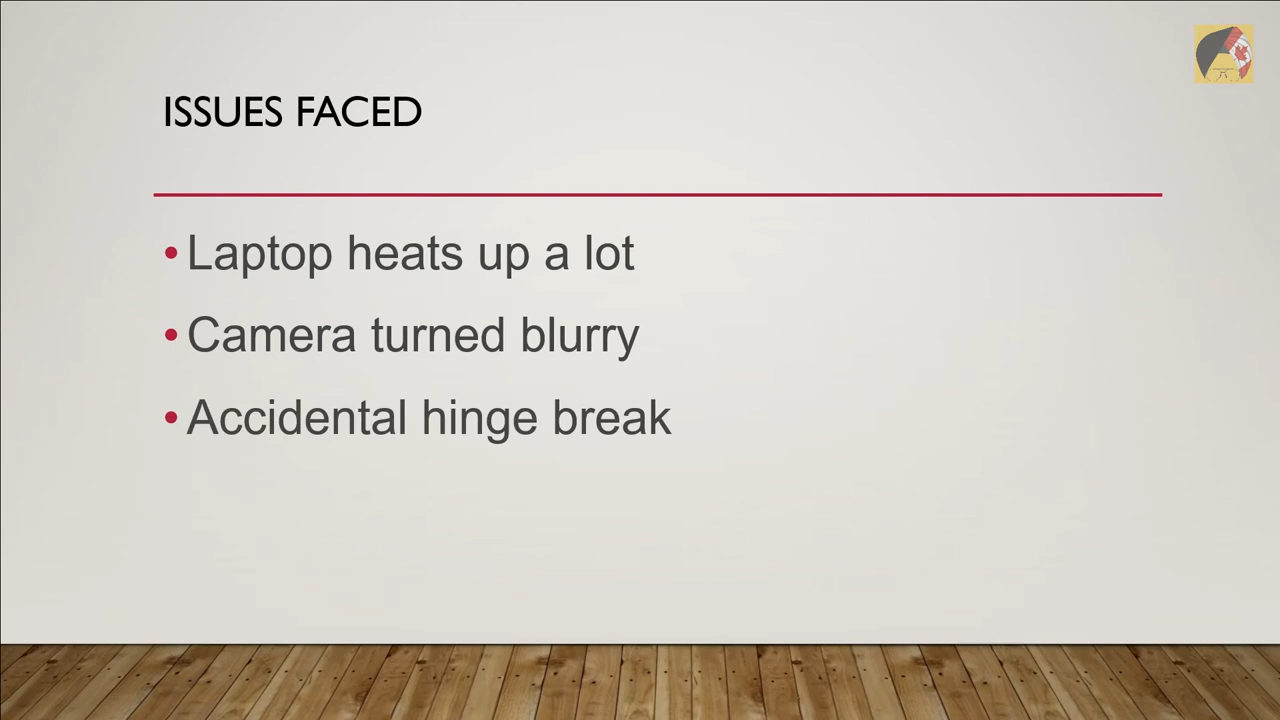 ISSUES FACED
• Laptop heats up a lot
• Camera turned blurry
• Accidental hinge break